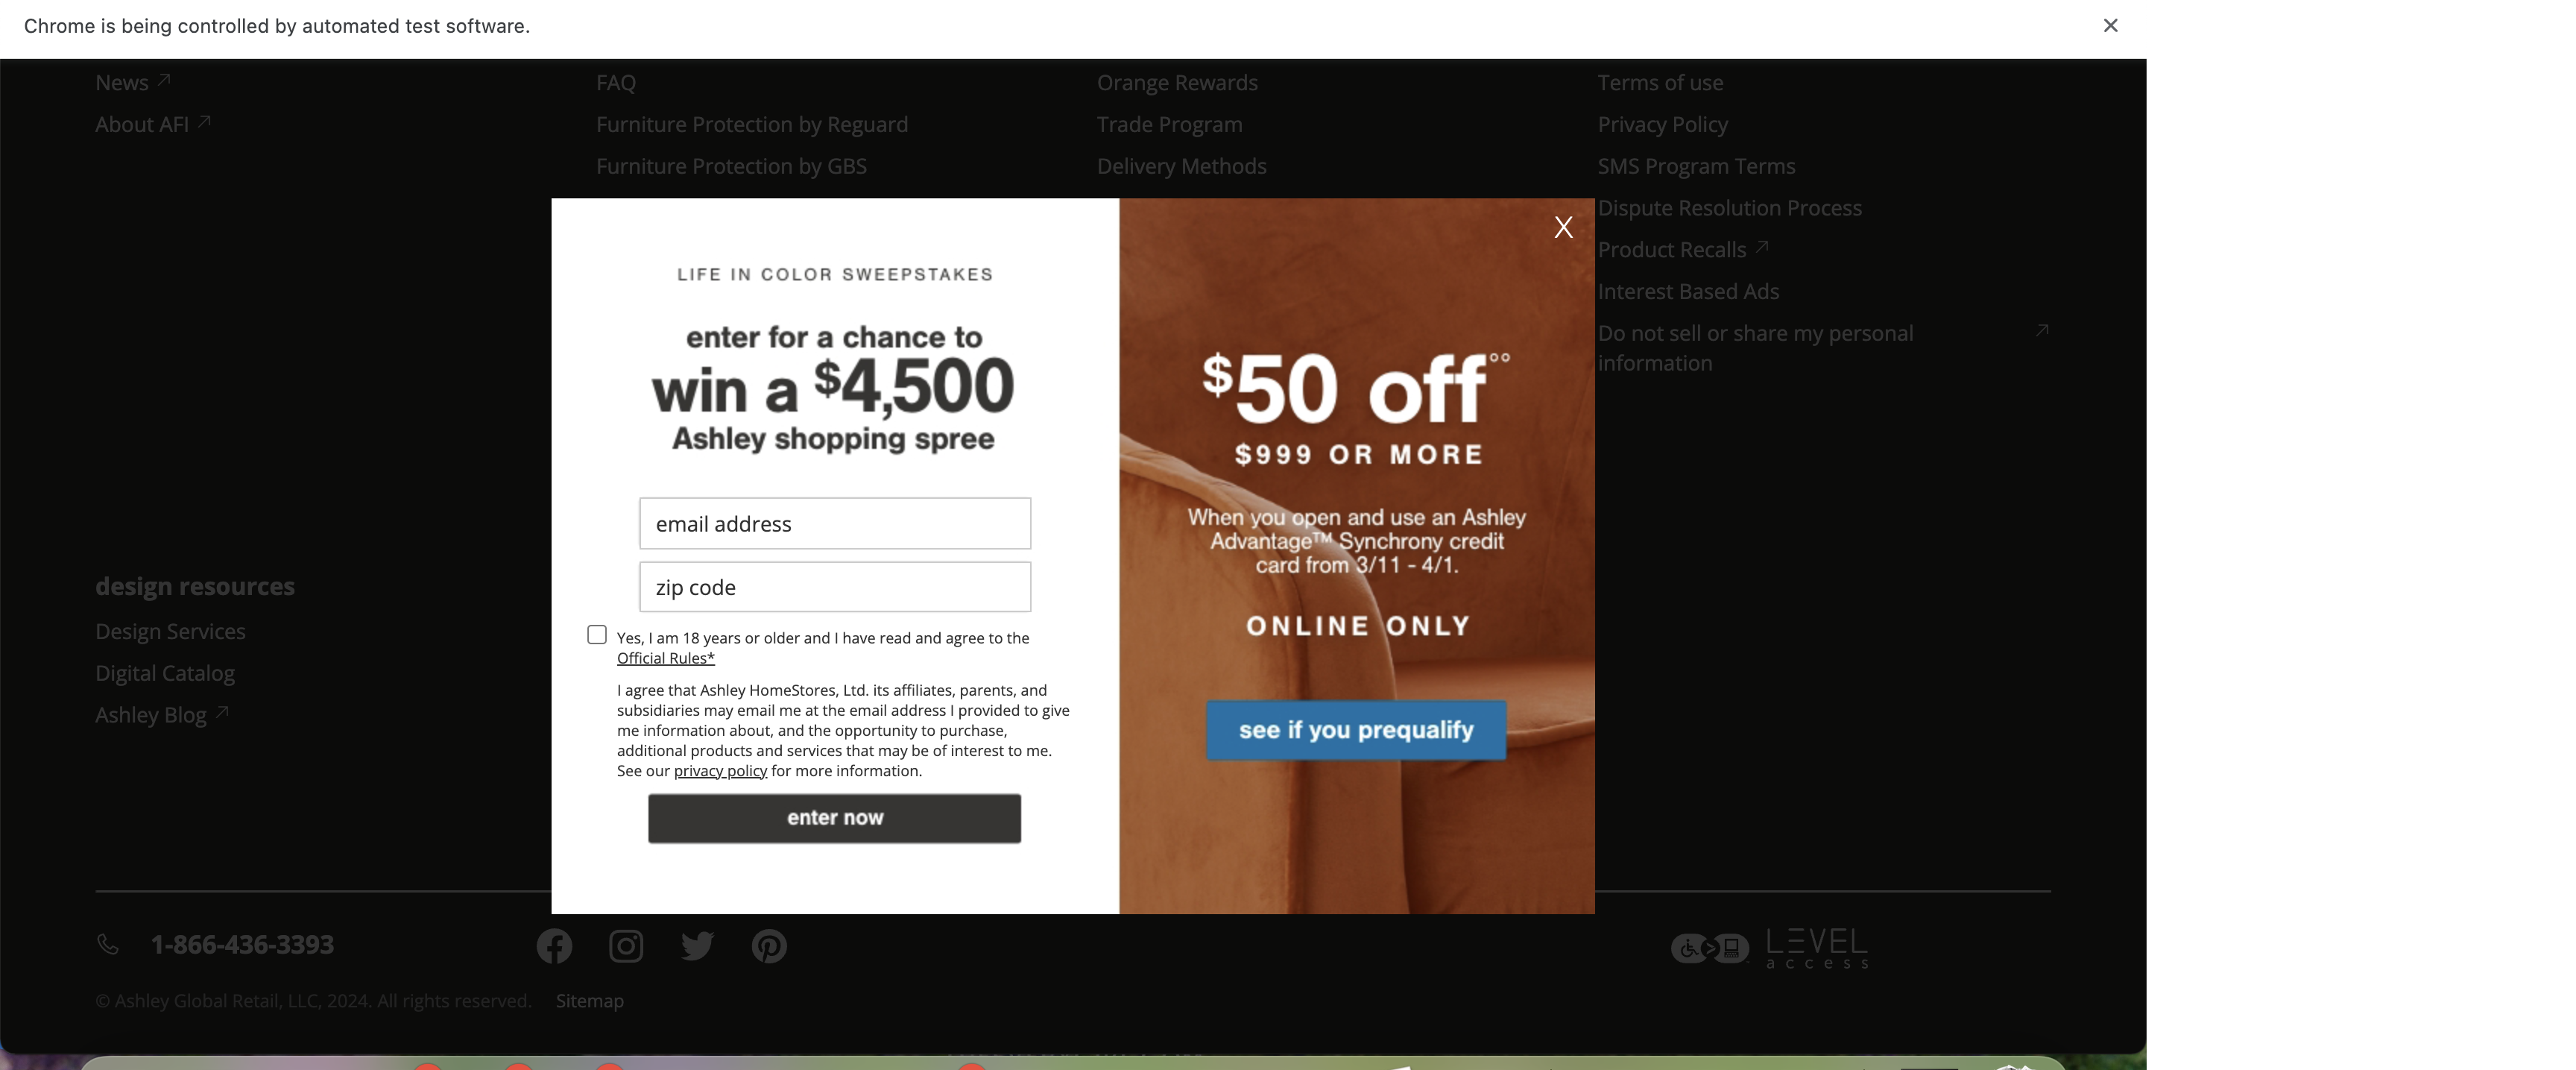 Chrome is being controlled by automated test software.
News
About AFI
FAQ
Furniture Protection by Reguard
Furniture Protection by GBS
Orange Rewards
Trade Program
Delivery Methods
Terms of use
Privacy Policy
SMS Program Terms
Dispute Resolution Process
Product Recalls
Interest Based Ads
Do not sell or share my personal
information
LIFE IN COLOR SWEEPSTAKES
enter for a chance to
win a $4,500
Ashley shopping spree
email address
zip code
Yes, I am 18 years or older and I have read and agree to the
Official Rules*
I agree that Ashley HomeStores, Ltd. its affiliates, parents, and
subsidiaries may email me at the email address I provided to give
me information about, and the opportunity to purchase,
additional products and services that may be of interest to me.
See our privacy policy for more information.
enter now
X
$50 off°°
$999 OR MORE
When you open and use an Ashley
Advantage™ Synchrony credit
card from 3/11 - 4/1.
ONLINE ONLY
see if you prequalify
design resources
Design Services
Digital Catalog
Ashley Blog
1-866-436-3393
LEVEL
access
© Ashley Global Retail, LLC, 2024. All rights reserved. Sitemap